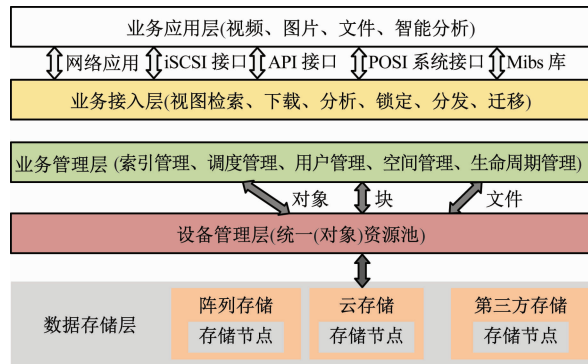 业务应用层(视频、图片、文件、智能分析)
网络应用 iSCSI 接口 API 接口 POSI 系统接口 Mibs 库
业务接入层(视图检索、下载、分析、锁定、分发、迁移)
业务管理层(索引管理、调度管理、用户管理、空间管理、生命周期管理)
对象 块 文件
设备管理层(统一(对象)资源池)
数据存储层
阵列存储 云存储 第三方存储
存储节点 存储节点 存储节点